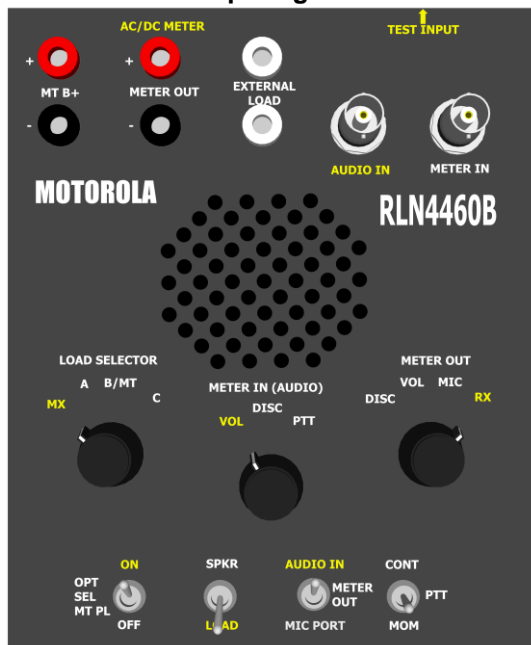 AC/DC METER
TEST INPUT
+
+
MT B+
METER OUT
EXTERNAL
LOAD
-
-
AUDIO IN
METER IN
MOTOROLA
RLN4460B
LOAD SELECTOR
MX
A
B/MT
C
METER IN (AUDIO)
VOL
DISC
PTT
METER OUT
DISC
VOL
MIC
RX
ON
OPT
SEL
MT PL
OFF
SPKR
LOAD
AUDIO IN
METER
OUT
MIC PORT
CONT
PTT
MOM